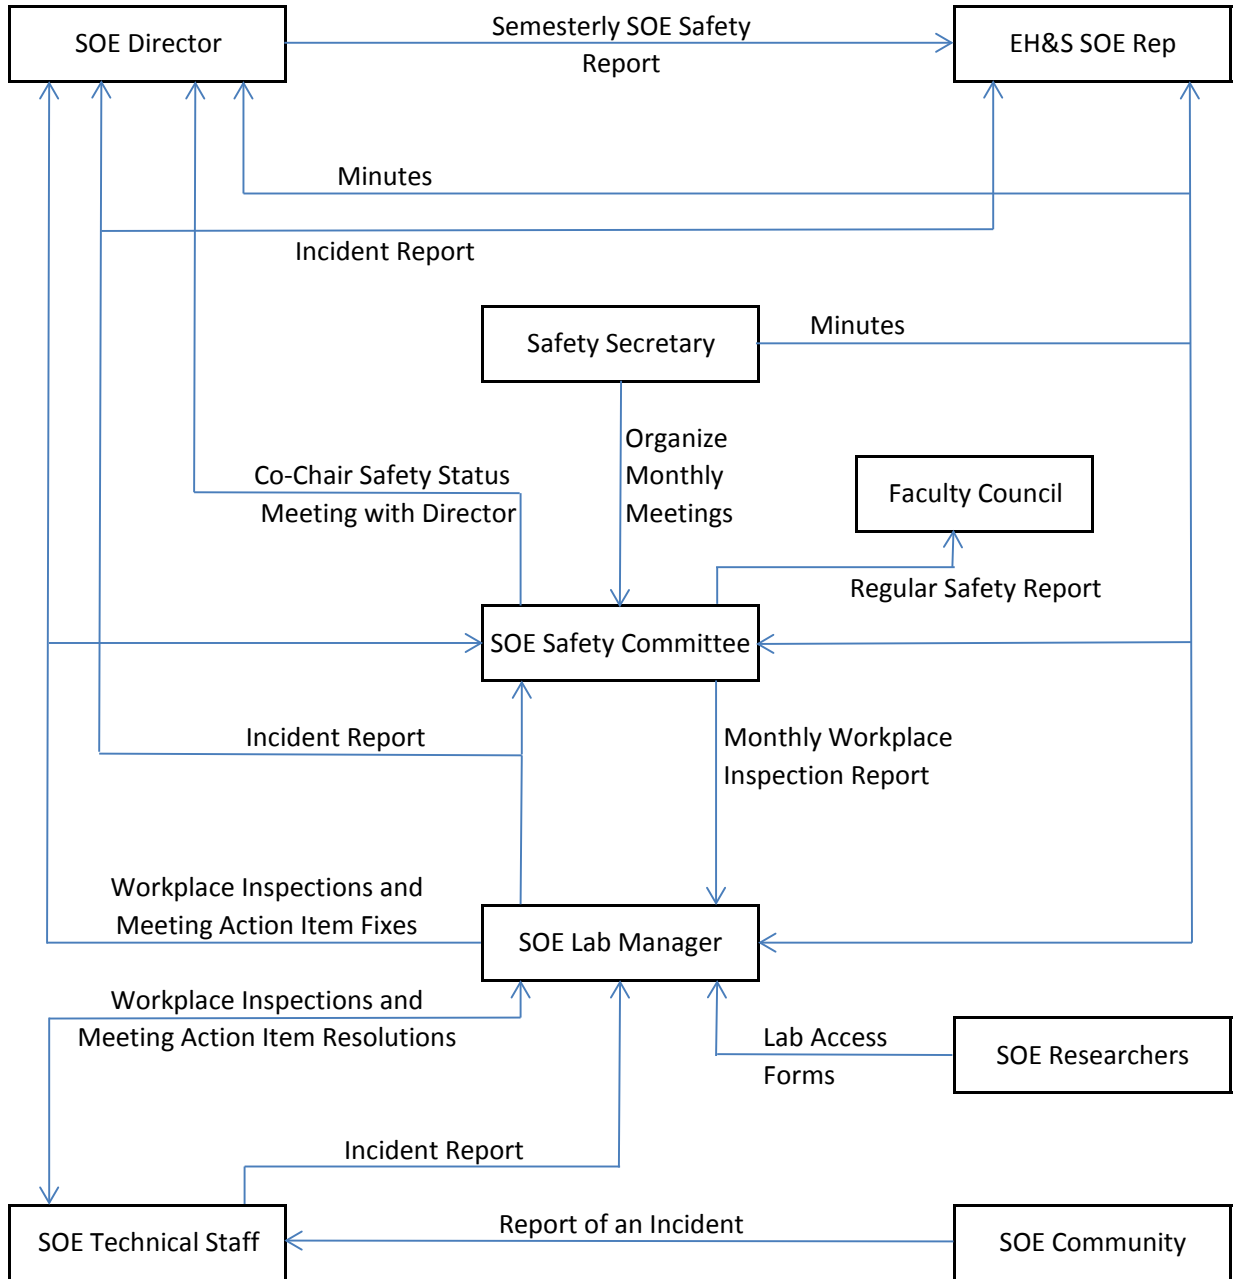 SOE Director
Semesterly SOE Safety
Report
EH&S SOE Rep
Minutes
Incident Report
Safety Secretary
Minutes
Organize
Monthly
Meetings
Co-Chair Safety Status
Meeting with Director
Faculty Council
Regular Safety Report
SOE Safety Committee
Incident Report
Monthly Workplace
Inspection Report
Workplace Inspections and
Meeting Action Item Fixes
SOE Lab Manager
Workplace Inspections and
Meeting Action Item Resolutions
Lab Access
Forms
SOE Researchers
Incident Report
SOE Technical Staff
Report of an Incident
SOE Community